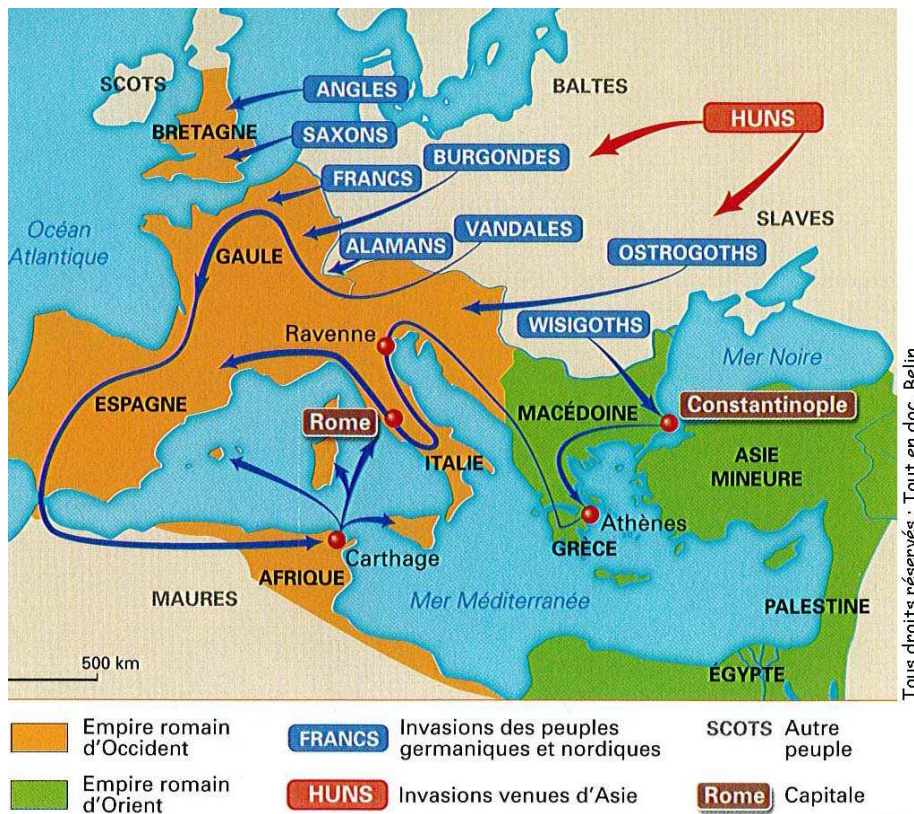 SCOTS
ANGLES
BALTES
BRETAGNE
SAXONS
HUNS
BURGONDES
FRANCS
SLAVES
Océan
Atlantique
GAULE
VANDALES
ALAMANS
OSTROGOTHS
WISIGOTHS
Ravenne
Mer Noire
ESPAGNE
Rome
MACÉDOINE
Constantinople
ITALIE
ASIE
MINEURE
Athènes
GRÈCE
Carthage
AFRIQUE
MAURES
Mer Méditerranée
PALESTINE
500 km
ÉGYPTE
Tous droits réservés : Tout en doc, Belin
Empire romain
d'Occident
FRANCS
Invasions des peuples
germaniques et nordiques
SCOTS
Autre
peuple
Empire romain
d'Orient
HUNS
Invasions venues d'Asie
Rome
Capitale